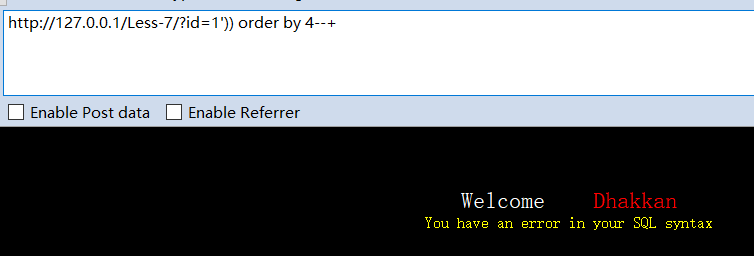 http://127.0.0.1/Less-7/?id=1')) order by 4--+
Enable Post data Enable Referrer
Welcome Dhakkan
You have an error in your SQL syntax